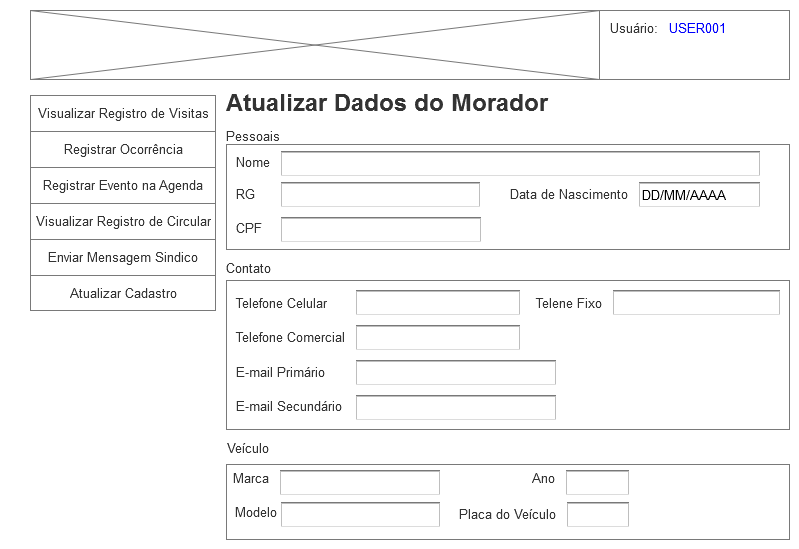 Usuário: USER001
Visualizar Registro de Visitas
Registrar Ocorrência
Registrar Evento na Agenda
Visualizar Registro de Circular
Enviar Mensagem Sindico
Atualizar Cadastro
Atualizar Dados do Morador
Pessoais
Nome
RG
Data de Nascimento DD/MM/AAAA
CPF
Contato
Telefone Celular
Telene Fixo
Telefone Comercial
E-mail Primário
E-mail Secundário
Veículo
Marca
Ano
Modelo
Placa do Veículo